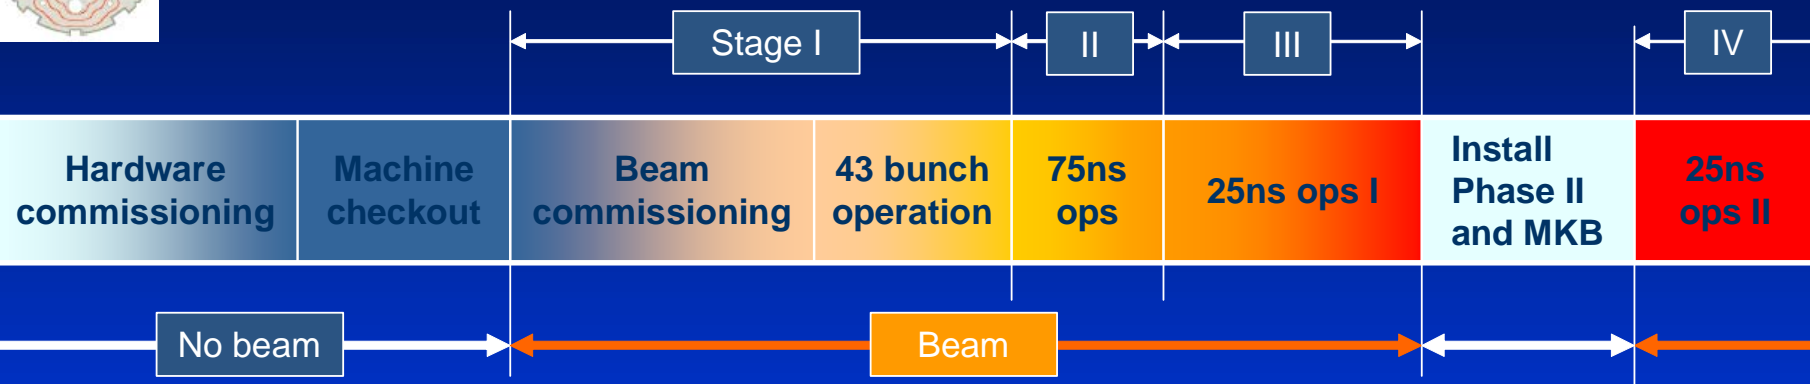 Stage I
II
III
IV
Hardware
commissioning
Machine
checkout
Beam
commissioning
43 bunch
operation
75ns
ops
25ns ops I
Install
Phase II
and MKB
25ns
ops II
No beam
Beam